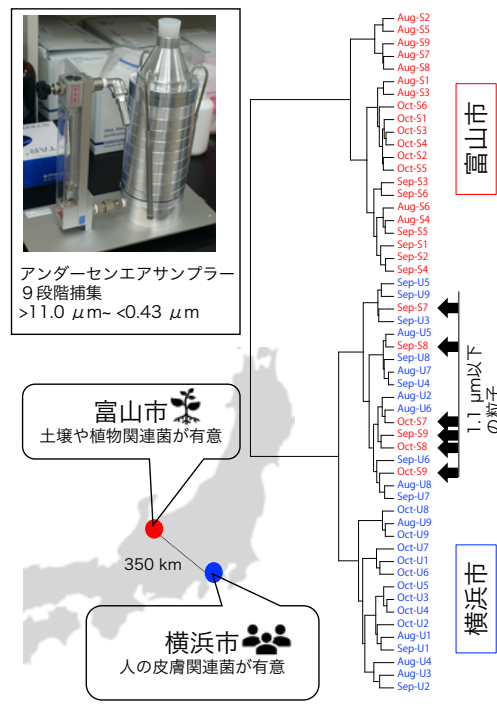 アンダーセンエアサンプラー
9段階捕集
>11.0 μm~ <0.43 μm
富山市
土壌や植物関連菌が有意
350 km
横浜市
人の皮膚関連菌が有意
Aug-S2
Aug-S5
Aug-S9
Aug-S7
Aug-S8
Aug-S1
Aug-S3
Oct-S6
Oct-S1
Oct-S3
Oct-S4
Oct-S2
Oct-S5
Sep-S3
Sep-S6
Aug-S6
Aug-S4
Sep-S5
Sep-S1
Sep-S2
Sep-S4
Sep-U5
Sep-U9
Sep-S7
Sep-U3
Aug-U5
Sep-S8
Sep-U8
Aug-U7
Sep-U4
Aug-U2
Aug-U6
Oct-S7
Sep-S9
Oct-S8
Sep-U6
Oct-S9
Aug-U8
Sep-U7
Oct-U8
Aug-U9
Oct-U9
Oct-U7
Oct-U1
Oct-U6
Oct-U5
Oct-U3
Oct-U4
Oct-U2
Aug-U1
Sep-U1
Aug-U4
Aug-U3
Sep-U2
富山市
1.1 μm以下
の粒子
横浜市